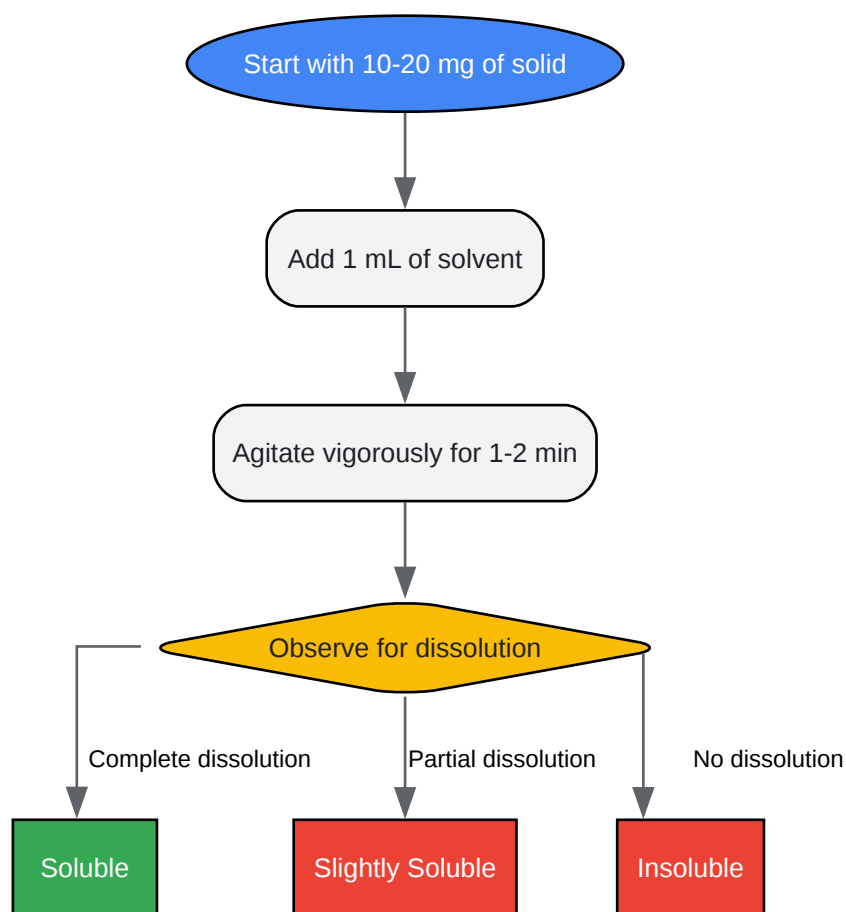 Start with 10-20 mg of solid
Add 1 mL of solvent
Agitate vigorously for 1-2 min
Observe for dissolution
Complete dissolution
Partial dissolution
No dissolution
Soluble
Slightly Soluble
Insoluble